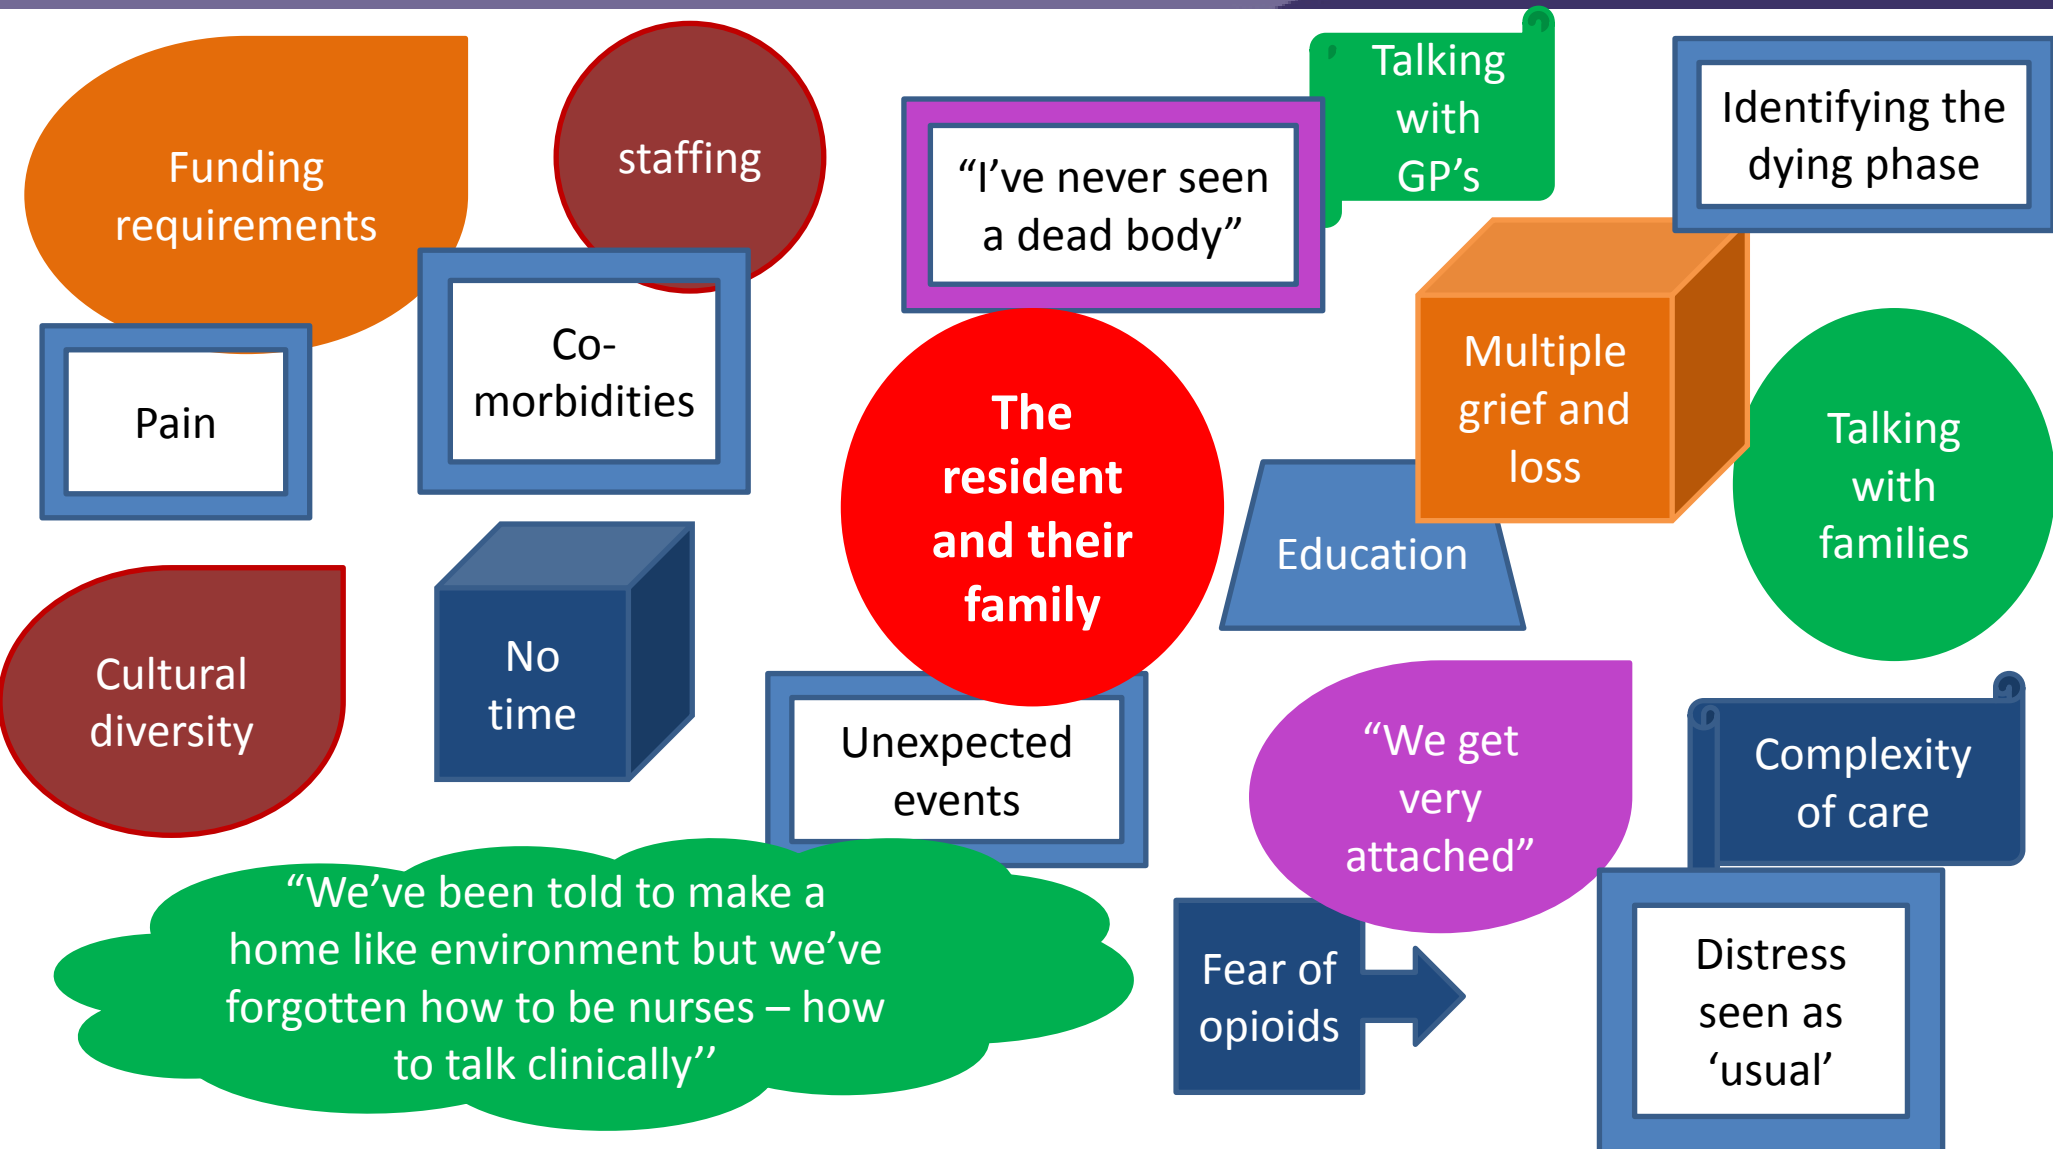 Funding
requirements
staffing
“I’ve never seen
a dead body”
Talking
with
GP’s
Identifying the
dying phase
Pain
Co-
morbidities
The
resident
and their
family
Multiple
grief and
loss
Education
Talking
with
families
Cultural
diversity
No
time
Unexpected
events
“We get
very
attached”
Complexity
of care
“We’ve been told to make a
home like environment but we’ve
forgotten how to be nurses – how
to talk clinically’’
Fear of
opioids
Distress
seen as
‘usual’